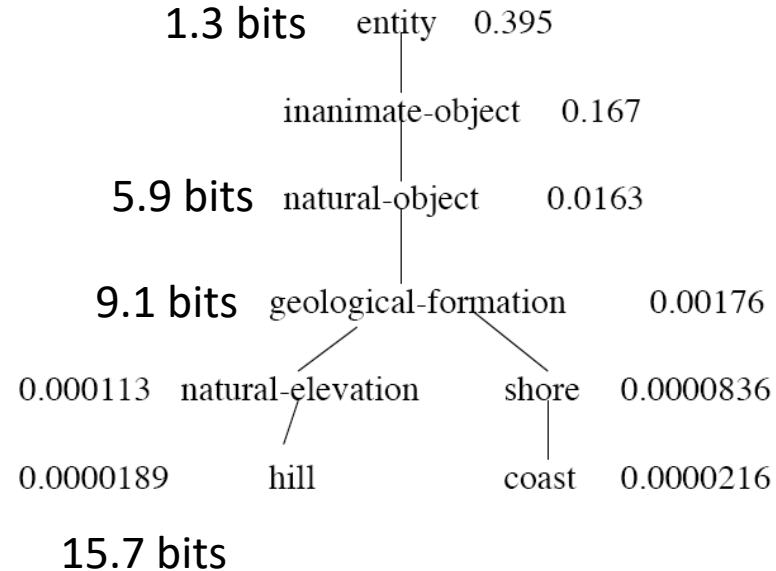 1.3 bits entity 0.395
inanimate-object 0.167
5.9 bits natural-object 0.0163
9.1 bits geological-formation 0.00176
0.000113 natural-elevation shore 0.0000836
0.0000189 hill coast 0.0000216
15.7 bits